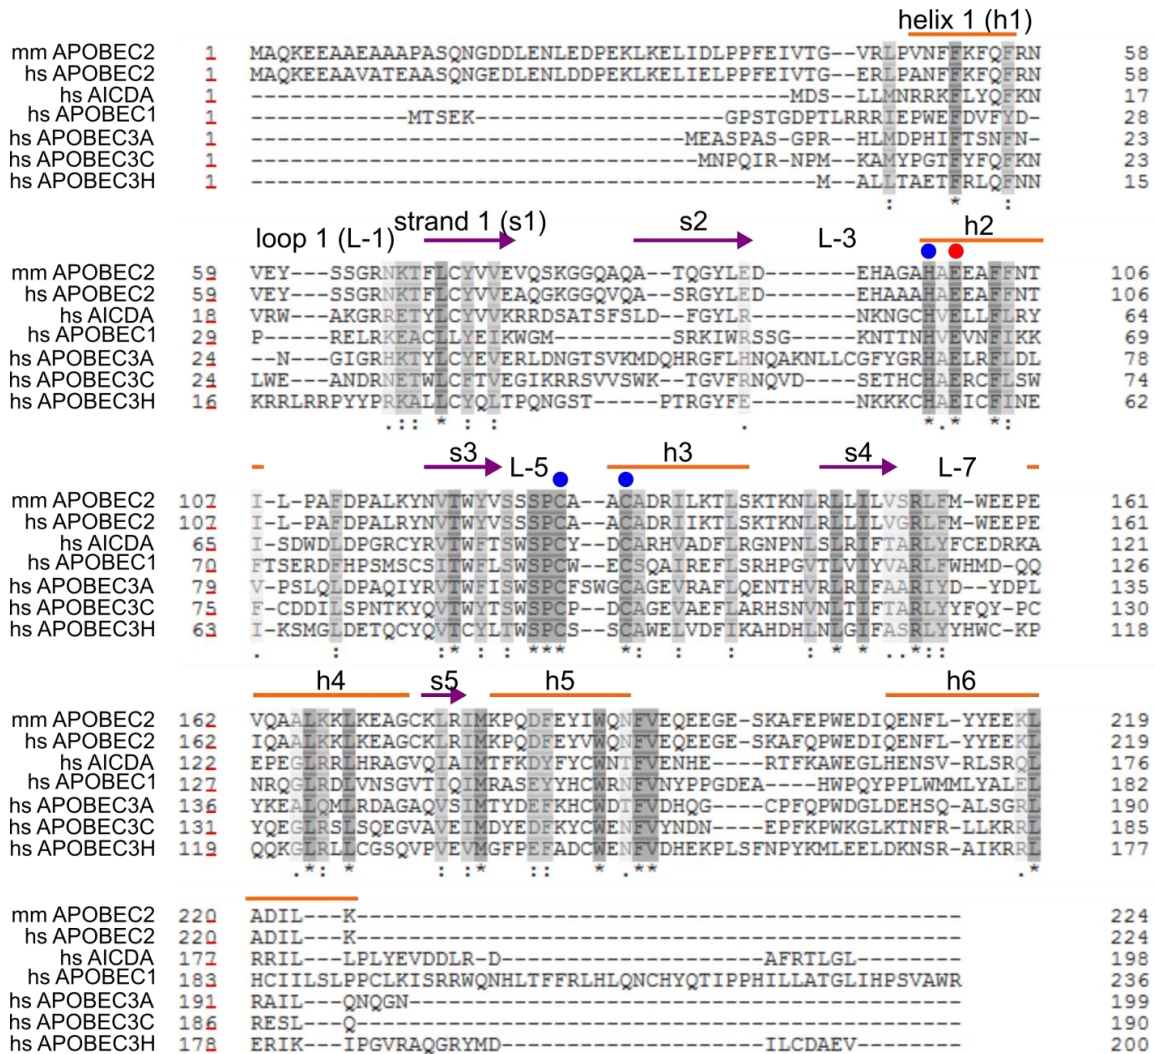 helix 1 (h1)
mm APOBEC2 1 MAQKEEAAEAAAPASQNGDDLENLEDPEKLKELIDLPPFEIVTG--VRLPVNFFKFQFRN 58
hs APOBEC2 1 MAQKEEAAVATEAASQNGEDLENLDDPEKLKELIELPPFEIVTG--ERLPANFFKFQFRN 58
hs AICDA 1 -----------------------------------------MDS--LLMNRRKFLYQFKN 17
hs APOBEC1 1 ------------MTSEK-------------------GPSTGDPTLRRRIEPWEFDVFYD- 28
hs APOBEC3A 1 ---------------------------------MEASPAS-GPR--HLMDPHIFTSNFN- 23
hs APOBEC3C 1 ----------------------------------MNPQIR-NPM--KAMYPGTFYFQFKN 23
hs APOBEC3H 1 -------------------------------------------M--ALLTAETFRLQFNN 15
: * :
loop 1 (L-1) strand 1 (s1) s2 L-3 h2
mm APOBEC2 59 VEY---SSGRNKTFLCYVVEVQSKGGQAQA--TQGYLED-------EHAGAHAEEAFFNT 106
hs APOBEC2 59 VEY---SSGRNKTFLCYVVEAQGKGGQVQA--SRGYLED-------EHAAAHAEEAFFNT 106
hs AICDA 18 VRW---AKGRRETYLCYVVKRRDSATSFSLD--FGYLR--------NKNGCHVELLFLRY 64
hs APOBEC1 29 P-----RELRKEACLLYEIKWGM-------SRKIWRSSG-------KNTTNHVEVNFIKK 69
hs APOBEC3A 24 --N---GIGRHKTYLCYEVERLDNGTSVKMDQHRGFLHNQAKNLLCGFYGRHAELRFLDL 78
hs APOBEC3C 24 LWE---ANDRNETWLCFTVEGIKRRSVVSWK--TGVFRNQVD----SETHCHAERCFLSW 74
hs APOBEC3H 16 KRRLRRPYYPRKALLCYQLTPQNGST------PTRGYFE-------NKKKCHAEICFINE 62
.:: * : : . *.* *:
s3 L-5 h3 s4 L-7
mm APOBEC2 107 I-L-PAFDPALKYNVTWYVSSSPCA--ACADRILKTLSKTKNLRLLILVSRLFM-WEEPE 161
hs APOBEC2 107 I-L-PAFDPALRYNVTWYVSSSPCA--ACADRIIKTLSKTKNLRLLILVGRLFM-WEEPE 161
hs AICDA 65 I-SDWDLDPGRCYRVTWFTSWSPCY--DCARHVADFLRGNPNLSLRIFTARLYFCEDRKA 121
hs APOBEC1 70 FTSERDFHPSMSCSITWFLSWSPCW--ECSQAIREFLSRHPGVTLVIYVARLFWHMD-QQ 126
hs APOBEC3A 79 V-PSLQLDPAQIYRVTWFISWSPCFSWGCAGEVRAFLQENTHVRLRIFAARIYD--YDPL 135
hs APOBEC3C 75 F-CDDILSPNTKYQVTWYTSWSPCP--DCAGEVAEFLARHSNVNLTIFTARLYYFQY-PC 130
hs APOBEC3H 63 I-KSMGLDETQCYQVTCYLTWSPCS--SCAWELVDFIKAHDHLNLGIFASRLYYHWC-KP 118
. : :* : *** *: : : : * * ..*::
h4 s5 h5 h6
mm APOBEC2 162 VQAALKKLKEAGCKLRIMKPQDFEYIWQNFVEQEEGE-SKAFEPWEDIQENFL-YYEEKL 219
hs APOBEC2 162 IQAALKKLKEAGCKLRIMKPQDFEYVWQNFVEQEEGE-SKAFQPWEDIQENFL-YYEEKL 219
hs AICDA 122 EPEGLRRLHRAGVQIAIMTFKDYFYCWNTFVENHE----RTFKAWEGLHENSV-RLSRQL 176
hs APOBEC1 127 NRQGLRDLVNSGVTIQIMRASEYYHCWRNFVNYPPGDEA---HWPQYPPLWMMLYALEL 182
hs APOBEC3A 136 YKEALQMLRDAGAQVSIMTYDEFKHCWDTFVDHQG----CPFQPWDGLDEHSQ-ALSGRL 190
hs APOBEC3C 131 YQEGLRSLSQEGVAVEIMDYEDFKYCWENFVYNDN----EPFKPWKGLKTNFR-LLKRRL 185
hs APOBEC3H 119 QQKGLRLLCGSQVPVEVMGFPEFADCWENFVDHEKPLSFNPYKMLEELDKNSR-AIKRRL 177
.*: * : :* :: * .** .*
mm APOBEC2 220 ADIL---K---------------------------------------------------- 224
hs APOBEC2 220 ADIL---K---------------------------------------------------- 224
hs AICDA 177 RRIL---LPLYEVDDLR-D--------------------AFRTLGL-------- 198
hs APOBEC1 183 HCIILSLPPCLKISRRWQNHLTFFRLHLQNCHYQTIPPHILLATGLIHPSVAWR 236
hs APOBEC3A 191 RAIL---QNQGN------------------------------------------ 199
hs APOBEC3C 186 RESL---Q---------------------------------------------- 190
hs APOBEC3H 178 ERIK---IPGVRAQGRYMD--------------------ILCDAEV-------- 200